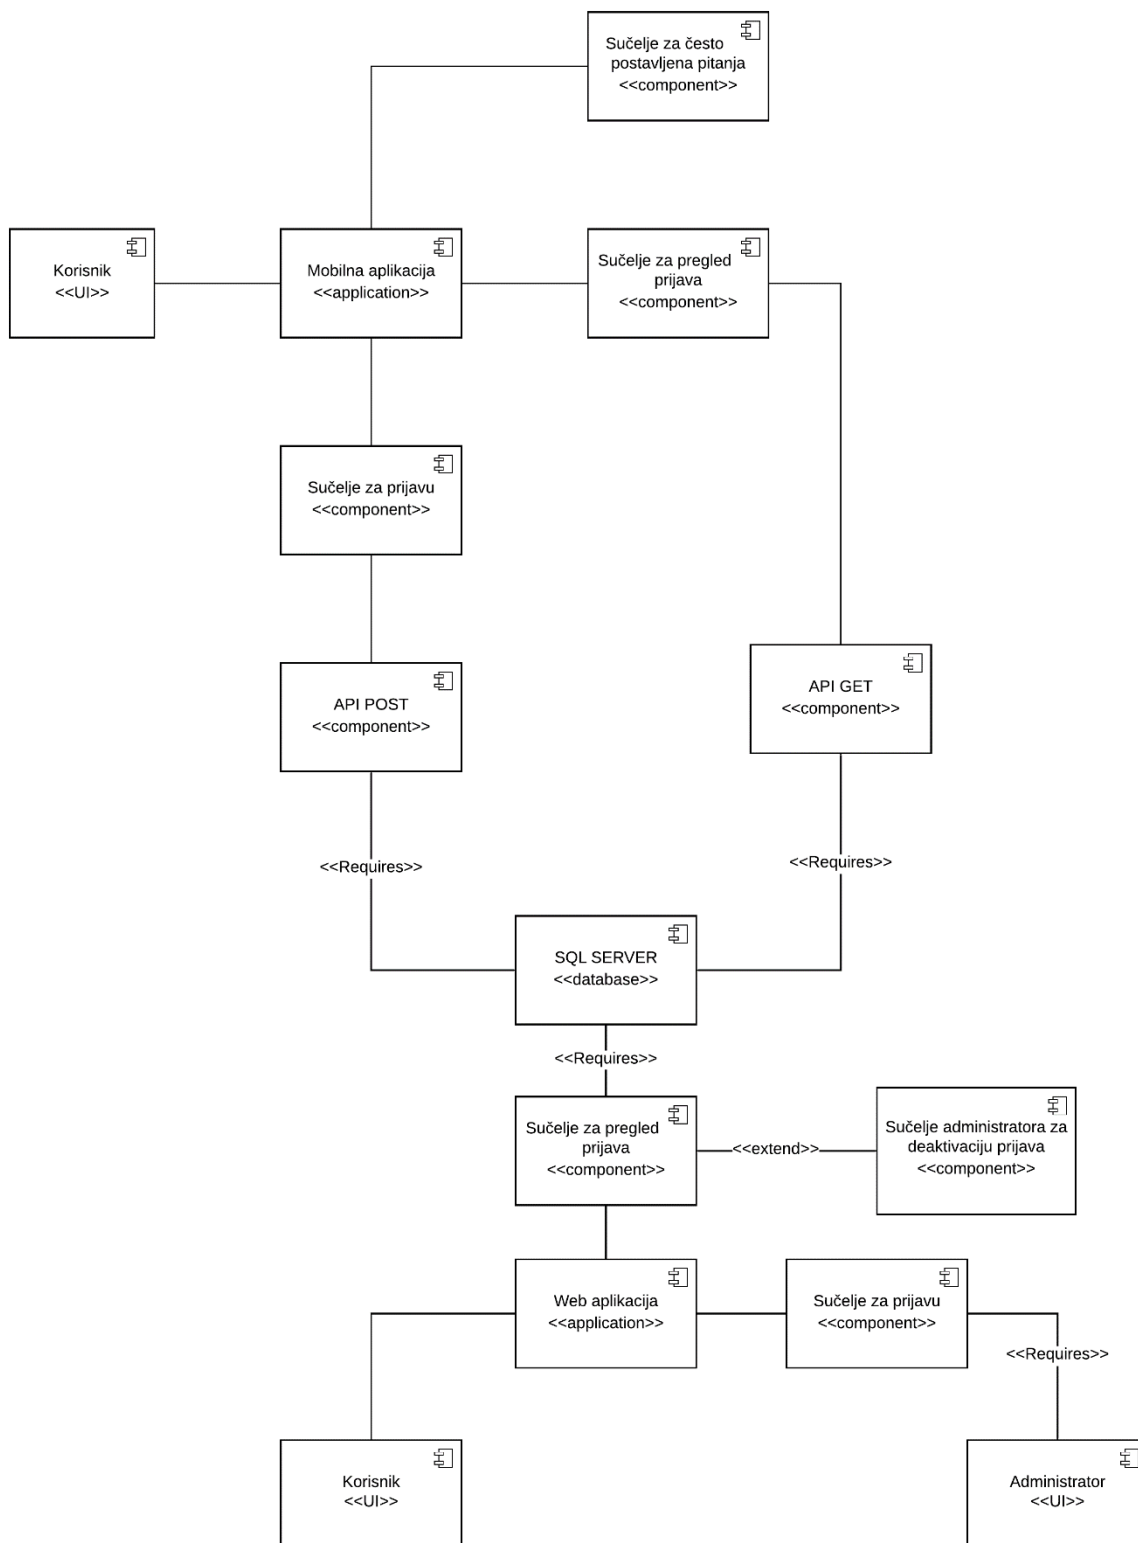 Sučelje za često
postavljena pitanja
<<component>>
Korisnik
<<UI>>
Mobilna aplikacija
<<application>>
Sučelje za pregled
prijava
<<component>>
Sučelje za prijavu
<<component>>
API POST
<<component>>
API GET
<<component>>
<<Requires>>
<<Requires>>
SQL SERVER
<<database>>
<<Requires>>
Sučelje za pregled
prijava
<<component>>
<<extend>>
Sučelje administratora za
deaktivaciju prijava
<<component>>
Web aplikacija
<<application>>
Sučelje za prijavu
<<component>>
<<Requires>>
Korisnik
<<UI>>
Administrator
<<UI>>